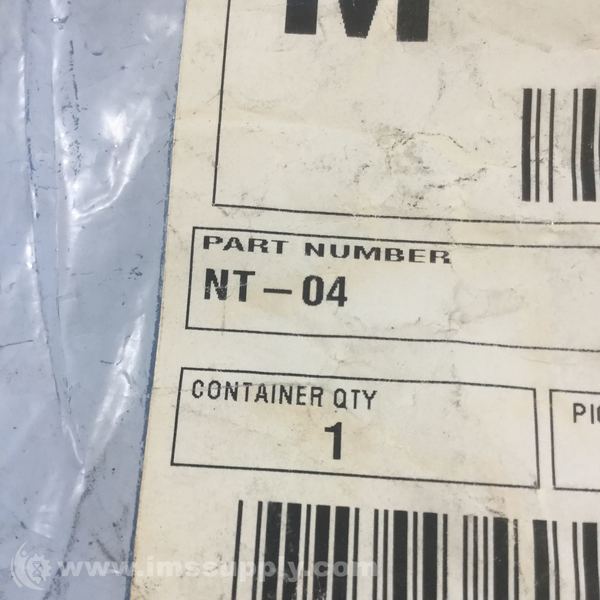 M
PART NUMBER
NT-04
CONTAINER QTY
1
www.imssupply.com